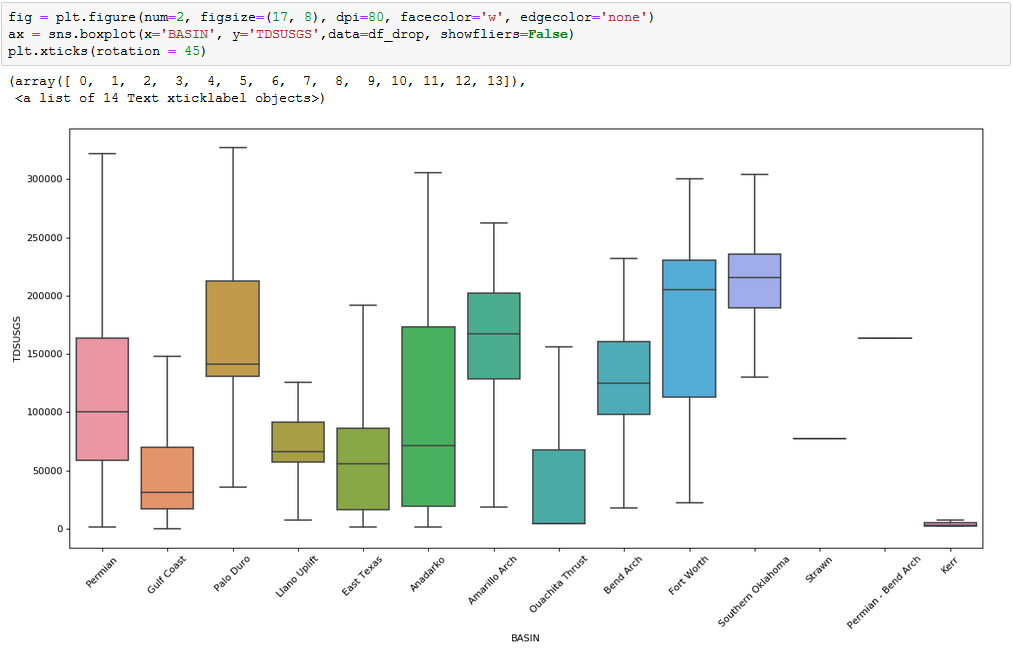 fig = plt.figure(num=2, figsize=(17, 8), dpi=80, facecolor='w', edgecolor='none')
ax = sns.boxplot(x='BASIN', y='TDSUSGS',data=df_drop, showfliers=False)
plt.xticks(rotation = 45)
(array([ 0,  1,  2,  3,  4,  5,  6,  7,  8,  9, 10, 11, 12, 13]),
 <a list of 14 Text xticklabel objects>)
300000
250000
200000
150000
100000
50000
0
TDSUSGS
Permian
Gulf Coast
Palo Duro
Llano Uplift
East Texas
Anadarko
Amarillo Arch
Ouachita Thrust
Bend Arch
Fort Worth
Southern Oklahoma
Strawn
Permian - Bend Arch
Kerr
BASIN